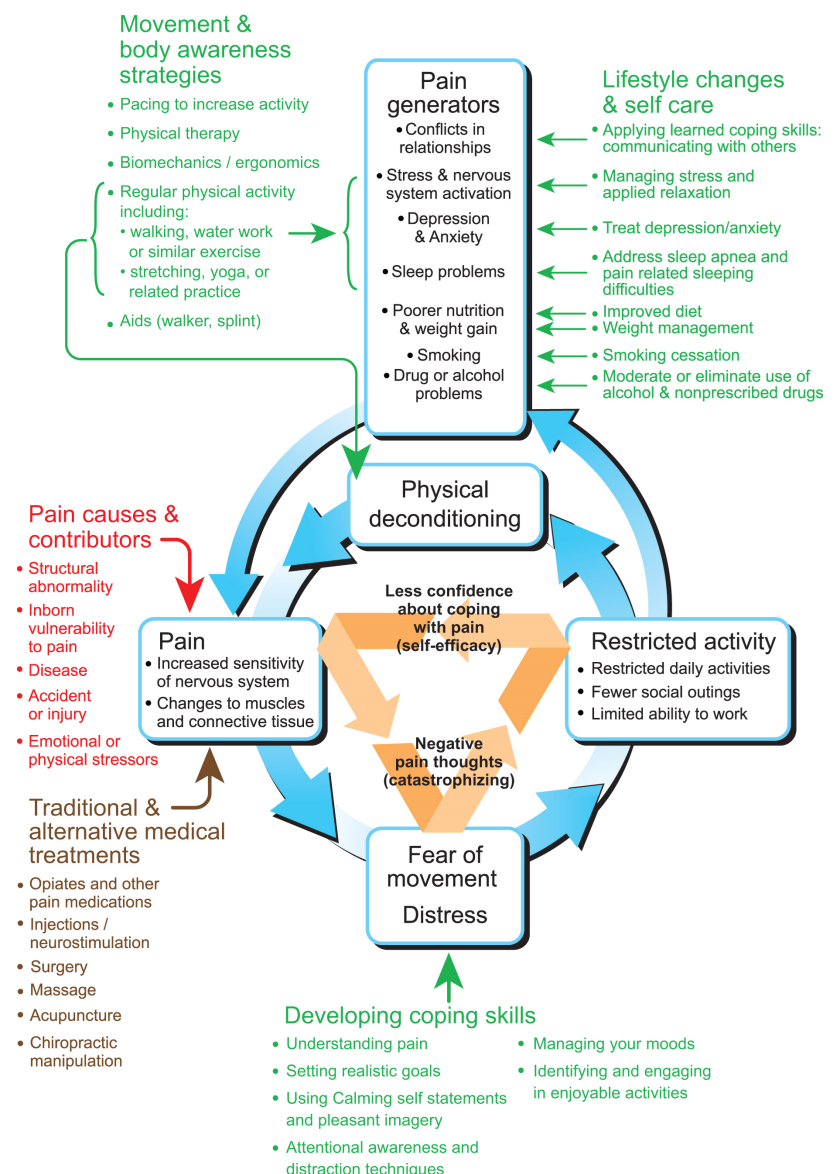 Movement &
body awareness
strategies
• Pacing to increase activity
• Physical therapy
• Biomechanics / ergonomics
• Regular physical activity
including:
• walking, water work
or similar exercise
• stretching, yoga, or
related practice
• Aids (walker, splint)
Pain
generators
• Conflicts in
relationships
• Stress & nervous
system activation
• Depression
& Anxiety
• Sleep problems
• Poorer nutrition
& weight gain
• Smoking
• Drug or alcohol
problems
Lifestyle changes
& self care
• Applying learned coping skills:
communicating with others
• Managing stress and
applied relaxation
• Treat depression/anxiety
• Address sleep apnea and
pain related sleeping
difficulties
• Improved diet
• Weight management
• Smoking cessation
• Moderate or eliminate use of
alcohol & nonprescribed drugs
Physical
deconditioning
Pain causes &
contributors
• Structural
abnormality
• Inborn
vulnerability
to pain
• Disease
• Accident
or injury
• Emotional or
physical stressors
Pain
• Increased sensitivity
of nervous system
• Changes to muscles
and connective tissue
Less confidence
about coping
with pain
(self-efficacy)
Negative
pain thoughts
(catastrophizing)
Restricted activity
• Restricted daily activities
• Fewer social outings
• Limited ability to work
Traditional &
alternative medical
treatments
• Opiates and other
pain medications
• Injections /
neurostimulation
• Surgery
• Massage
• Acupuncture
• Chiropractic
manipulation
Fear of
movement
Distress
Developing coping skills
• Understanding pain
• Setting realistic goals
• Using Calming self statements
and pleasant imagery
• Attentional awareness and
distraction techniques
• Managing your moods
• Identifying and engaging
in enjoyable activities